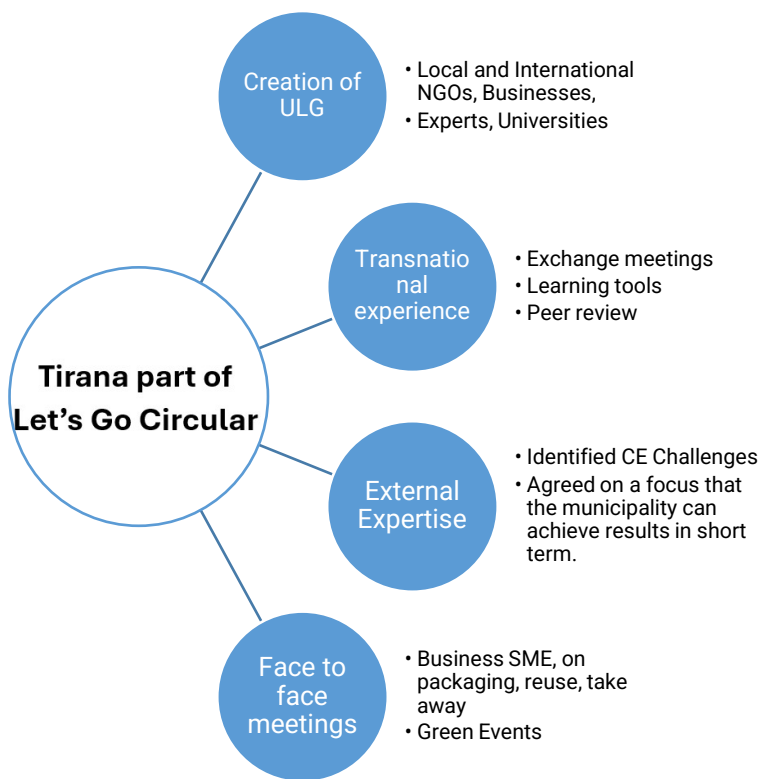 Creation of
ULG
• Local and International
NGOs, Businesses,
• Experts, Universities
Transnatio
nal
experience
• Exchange meetings
• Learning tools
• Peer review
Tirana part of
Let’s Go Circular
External
Expertise
• Identified CE Challenges
• Agreed on a focus that
the municipality can
achieve results in short
term.
Face to
face
meetings
• Business SME, on
packaging, reuse, take
away
• Green Events